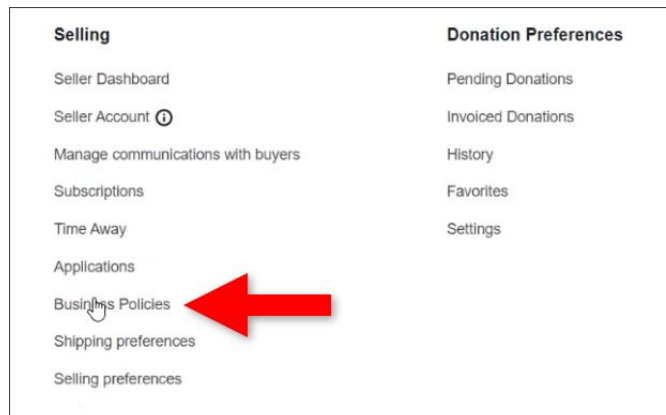 Selling
Seller Dashboard
Seller Account
Manage communications with buyers
Subscriptions
Time Away
Applications
Business Policies
Shipping preferences
Selling preferences
Donation Preferences
Pending Donations
Invoiced Donations
History
Favorites
Settings